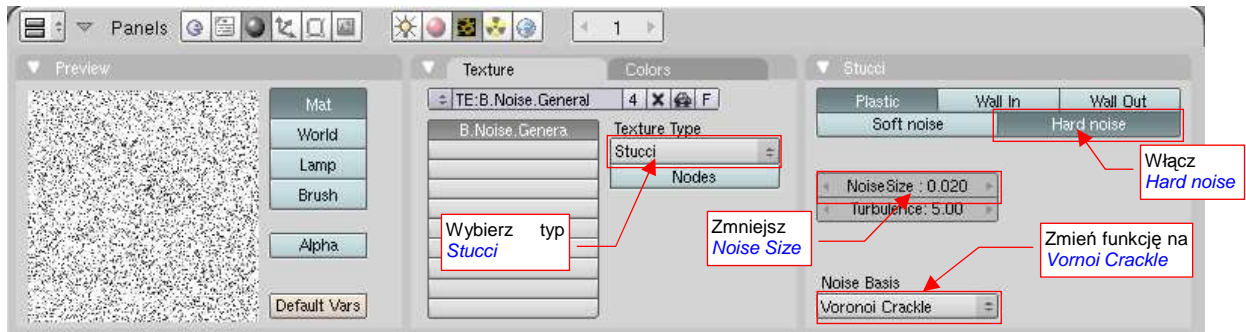 Panels
1
Preview
Mat
World
Lamp
Brush
Alpha
Default Vars
Texture
Colors
TE:B.Noise.General
4
F
B.Noise.Genera
Texture Type
Stucci
Nodes
Wybierz typ
Stucci
Stucci
Plastic
Wall In
Wall Out
Soft noise
Hard noise
Włącz
Hard noise
NoiseSize : 0.020
Turbulence: 5.00
Zmniejsz
Noise Size
Zmień funkcję na
Vornoi Crackle
Noise Basis
Voronoi Crackle